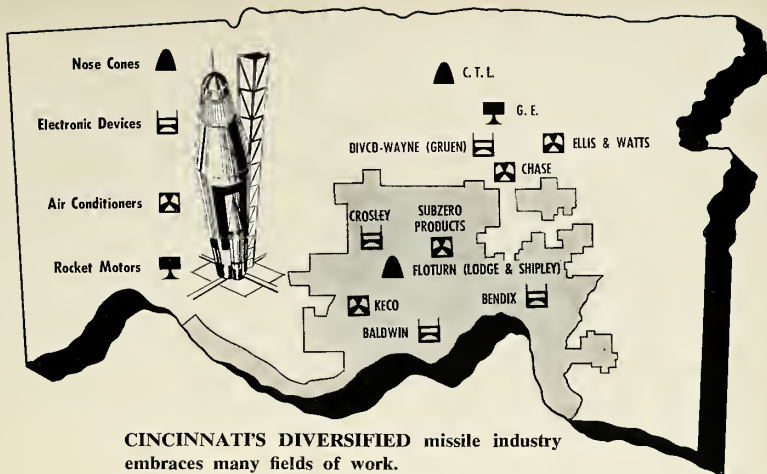 Nose Cones
Electronic Devices
Air Conditioners
Rocket Motors
C. T. L.
G. E.
DIVCO-WAYNE (GRUEN)
ELLIS & WATTS
CHASE
CROSLEY
SUBZERO
PRODUCTS
FLOTURN (LODGE & SHIPLEY)
KECO
BENDIX
BALDWIN
CINCINNATI'S DIVERSIFIED missile industry
embraces many fields of work.